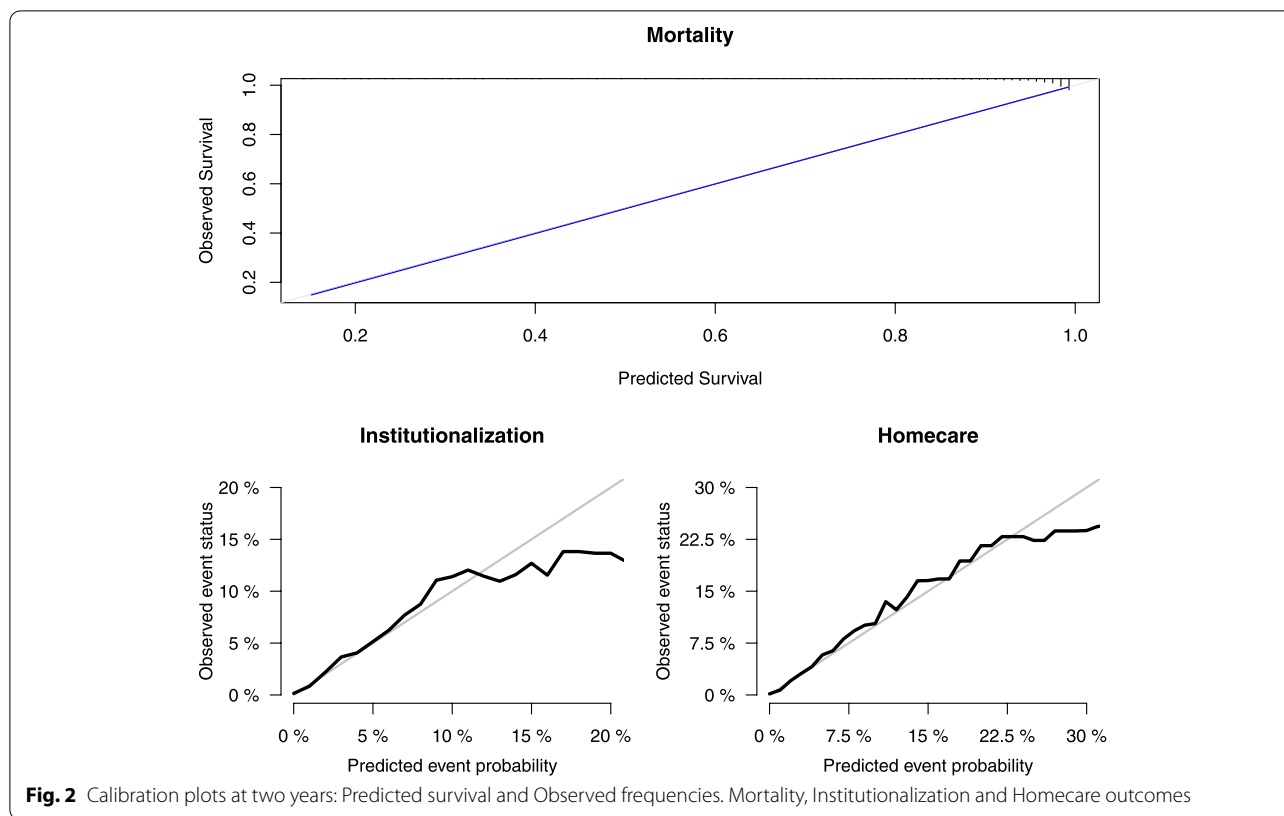 Mortality
Observed Survival
1.0
0.8
0.6
0.4
0.2
0.2 0.4 0.6 0.8 1.0
Predicted Survival
Institutionalization
Observed event status
20 %
15 %
10 %
5 %
0 %
0 % 5 % 10 % 15 % 20 %
Predicted event probability
Homecare
Observed event status
30 %
22.5 %
15 %
7.5 %
0 %
0 % 7.5 % 15 % 22.5 % 30 %
Predicted event probability
Fig. 2 Calibration plots at two years: Predicted survival and Observed frequencies. Mortality, Institutionalization and Homecare outcomes